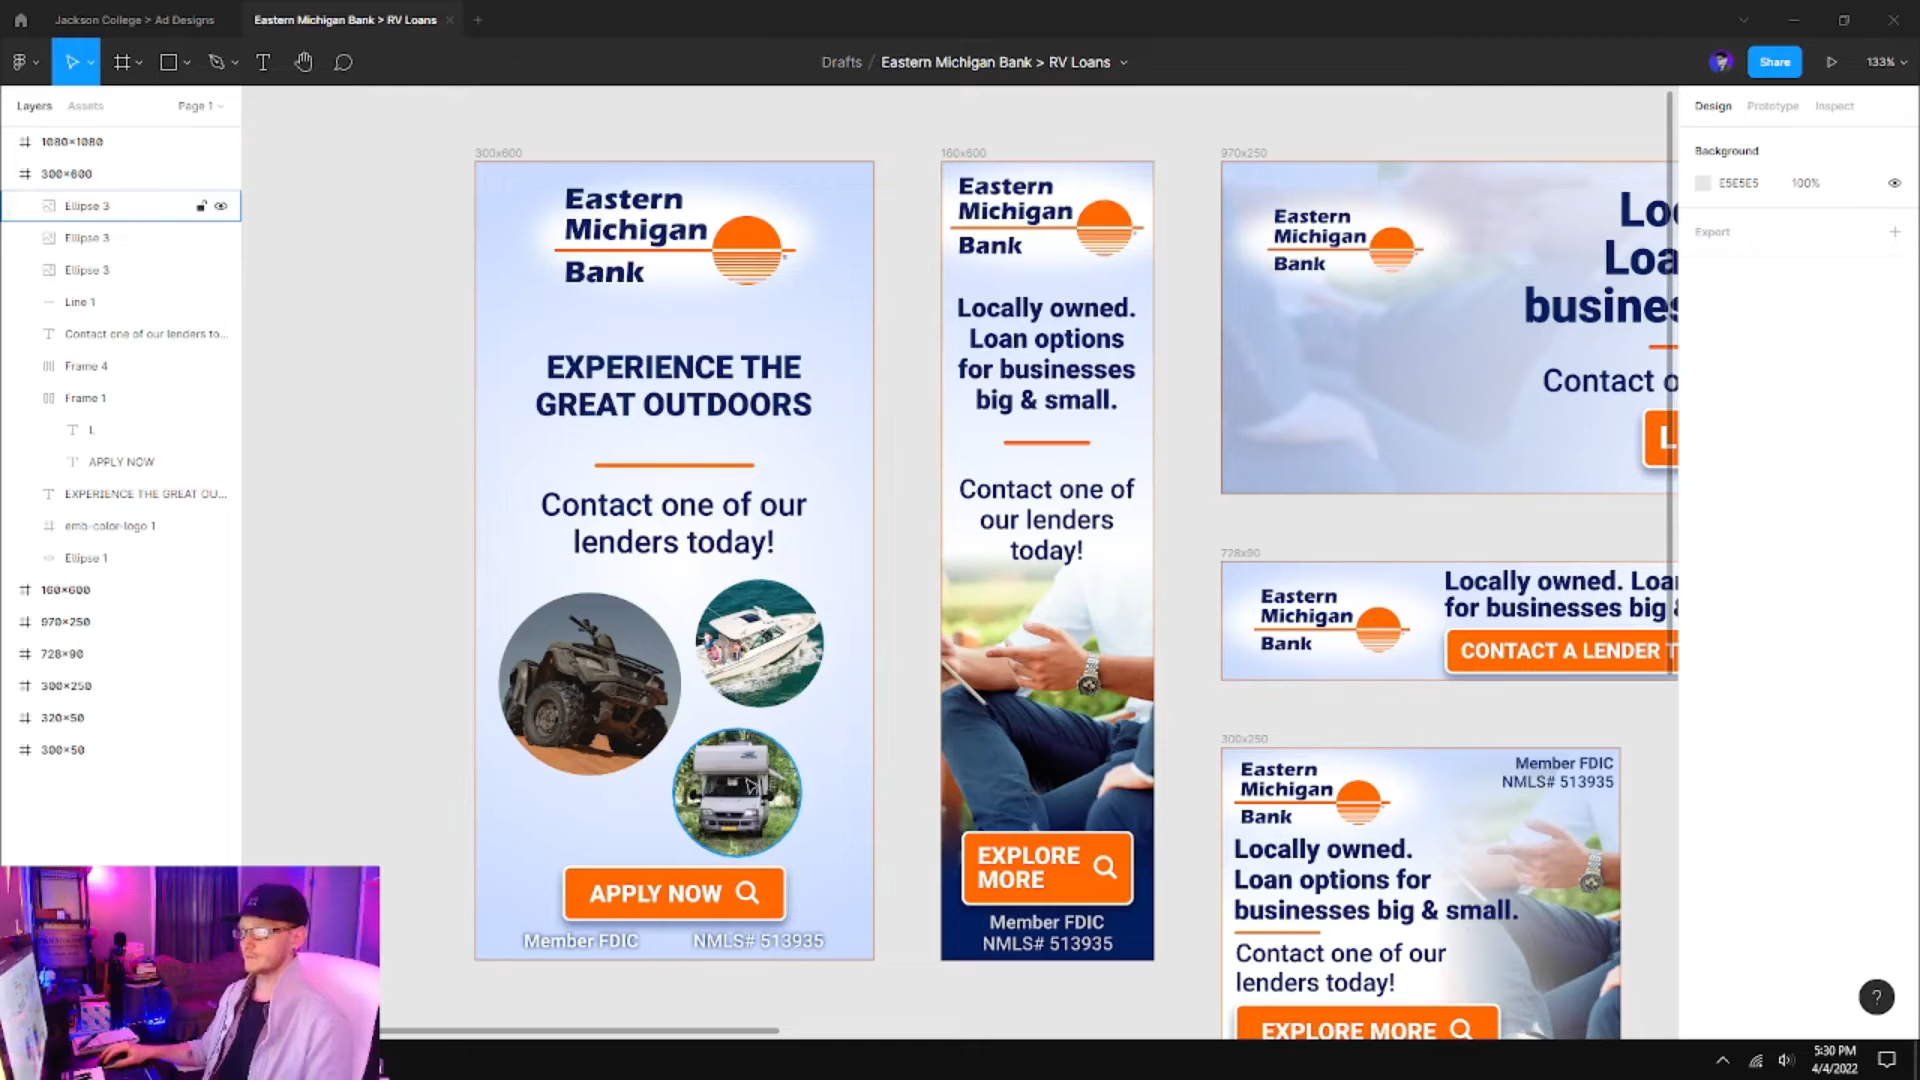 Jackson College > Ad Designs
Eastern Michigan Bank > RV Loans
Drafts / Eastern Michigan Bank > RV Loans
Share
133%
Layers
Assets
Page 1
1080×1080
300×600
Ellipse 3
Ellipse 3
Ellipse 3
Line 1
Contact one of our lenders to...
Frame 4
Frame 1
L
APPLY NOW
EXPERIENCE THE GREAT OU...
emb-color-logo 1
Ellipse 1
160×600
970×250
728×90
300×250
320×50
300×50
300x600
Eastern
Michigan
Bank
EXPERIENCE THE
GREAT OUTDOORS
Contact one of our
lenders today!
APPLY NOW
Member FDIC
NMLS# 513935
160x600
Eastern
Michigan
Bank
Locally owned.
Loan options
for businesses
big & small.
Contact one of
our lenders
today!
EXPLORE
MORE
Member FDIC
NMLS# 513935
970x250
Eastern
Michigan
Bank
Lo
Loa
business
Contact o
L
728x90
Eastern
Michigan
Bank
Locally owned. Loa
for businesses big &
CONTACT A LENDER T
300x250
Eastern
Michigan
Bank
Member FDIC
NMLS# 513935
Locally owned.
Loan options for
businesses big & small.
Contact one of our
lenders today!
EXPLORE MORE
Design
Prototype
Inspect
Background
E5E5E5
100%
Export
?
5:30 PM
4/4/2022